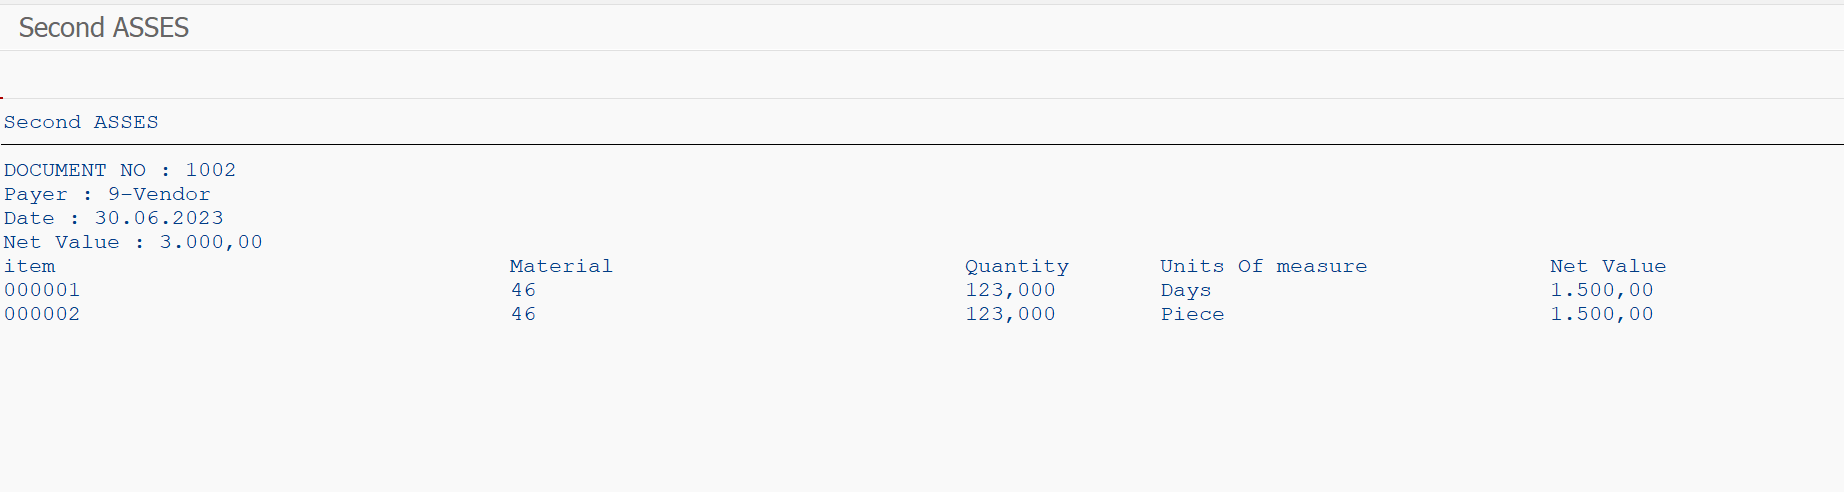 Second ASSES
Second ASSES
DOCUMENT NO : 1002
Payer : 9-Vendor
Date : 30.06.2023
Net Value : 3.000,00
item Material Quantity Units Of measure Net Value
000001 46 123,000 Days 1.500,00
000002 46 123,000 Piece 1.500,00